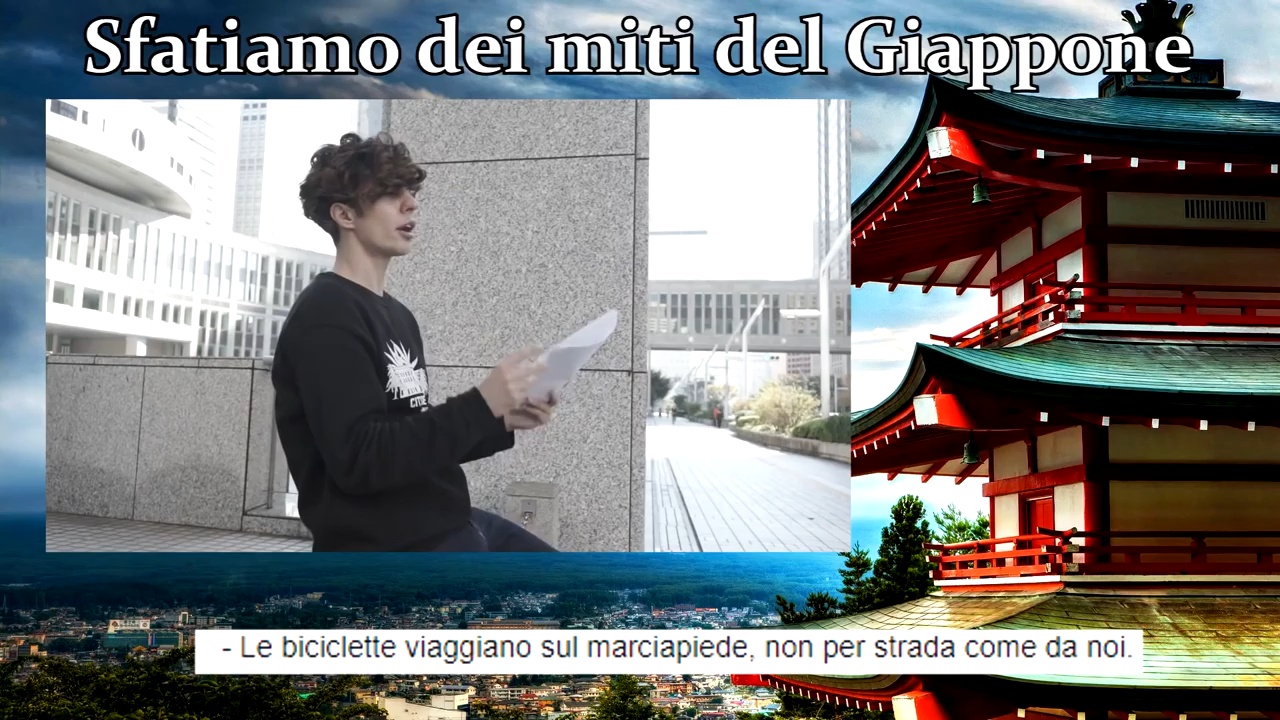 Sfatiamo dei miti del Giappone
- Le biciclette viaggiano sul marciapiede, non per strada come da noi.